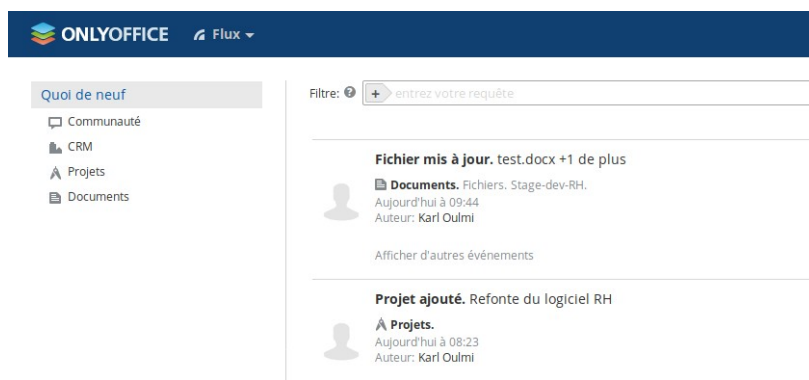 ONLYOFFICE Flux
Quoi de neuf
Communauté
CRM
Projets
Documents
Filtre: ? + entrez votre requête
Fichier mis à jour. test.docx +1 de plus
Documents. Fichiers. Stage-dev-RH.
Aujourd'hui à 09:44
Auteur: Karl Oulmi
Afficher d'autres événements
Projet ajouté. Refonte du logiciel RH
Projets.
Aujourd'hui à 08:23
Auteur: Karl Oulmi